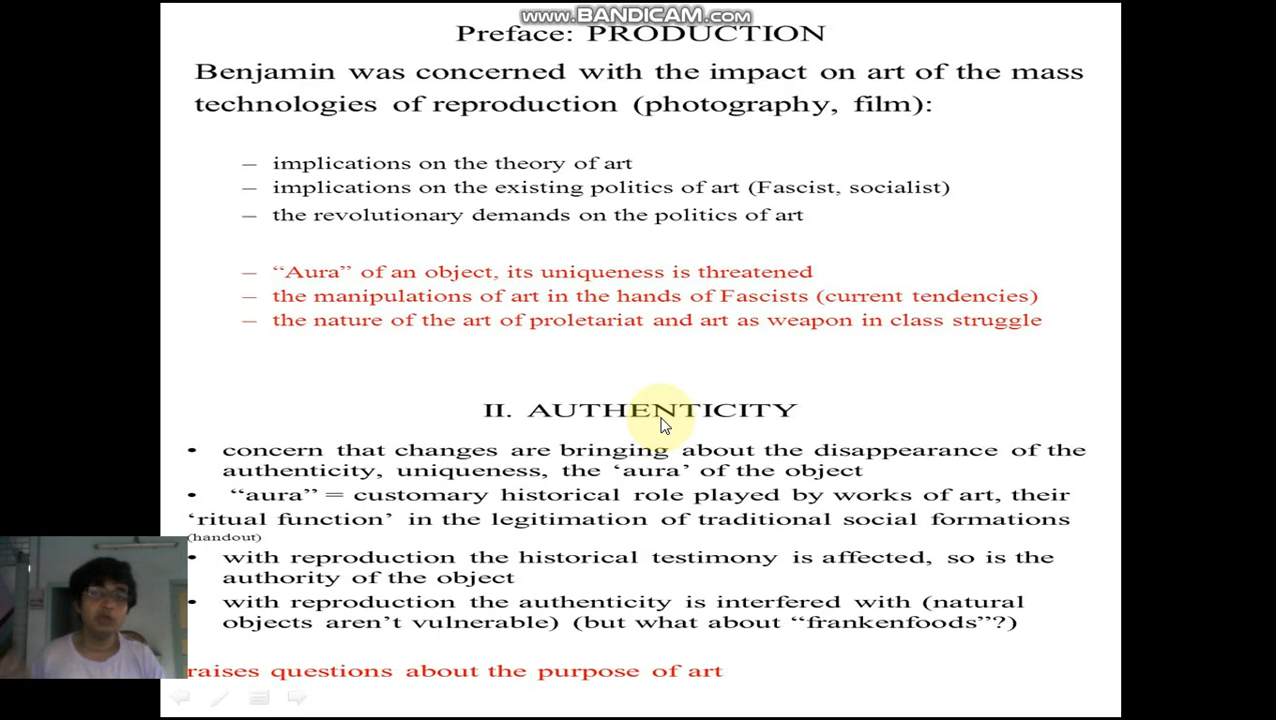 www.BANDICAM.com
Preface: PRODUCTION
Benjamin was concerned with the impact on art of the mass
technologies of reproduction (photography, film):
– implications on the theory of art
– implications on the existing politics of art (Fascist, socialist)
– the revolutionary demands on the politics of art
– “Aura” of an object, its uniqueness is threatened
– the manipulations of art in the hands of Fascists (current tendencies)
– the nature of the art of proletariat and art as weapon in class struggle
II. AUTHENTICITY
• concern that changes are bringing about the disappearance of the
authenticity, uniqueness, the ‘aura’ of the object
• “aura” = customary historical role played by works of art, their
‘ritual function’ in the legitimation of traditional social formations
(handout)
• with reproduction the historical testimony is affected, so is the
authority of the object
• with reproduction the authenticity is interfered with (natural
objects aren’t vulnerable) (but what about “frankenfoods”?)
raises questions about the purpose of art